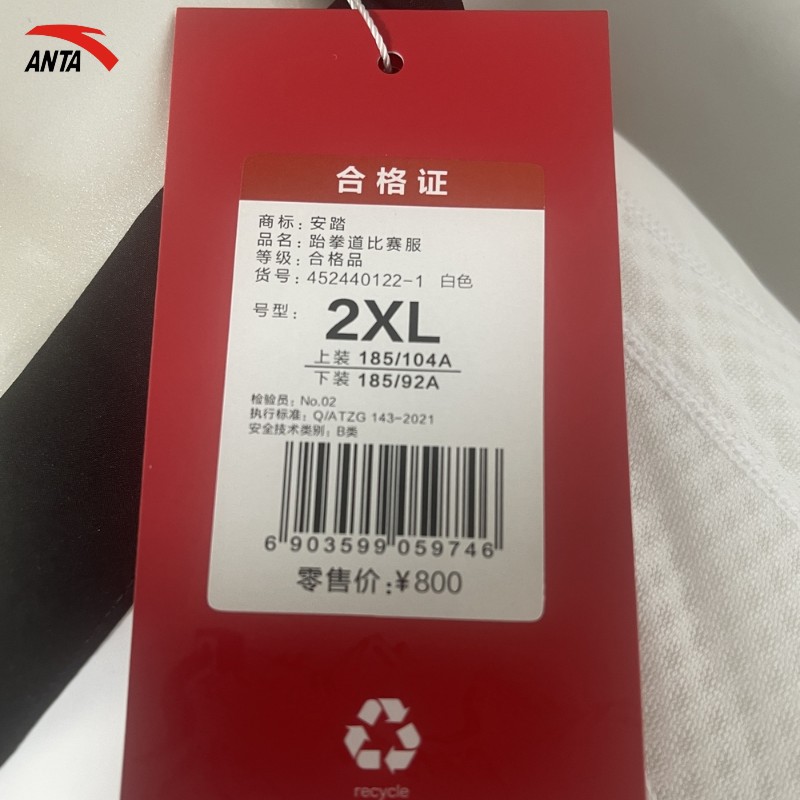 ANTA
合格证
商标：安踏
品名：跆拳道比赛服
等级：合格品
货号：452440122-1 白色
号型：2XL
上装 185/104A
下装 185/92A
检验员：No.02
执行标准：Q/ATZG 143-2021
安全技术类别：B类
6 903599 059746
零售价：¥800
recycle